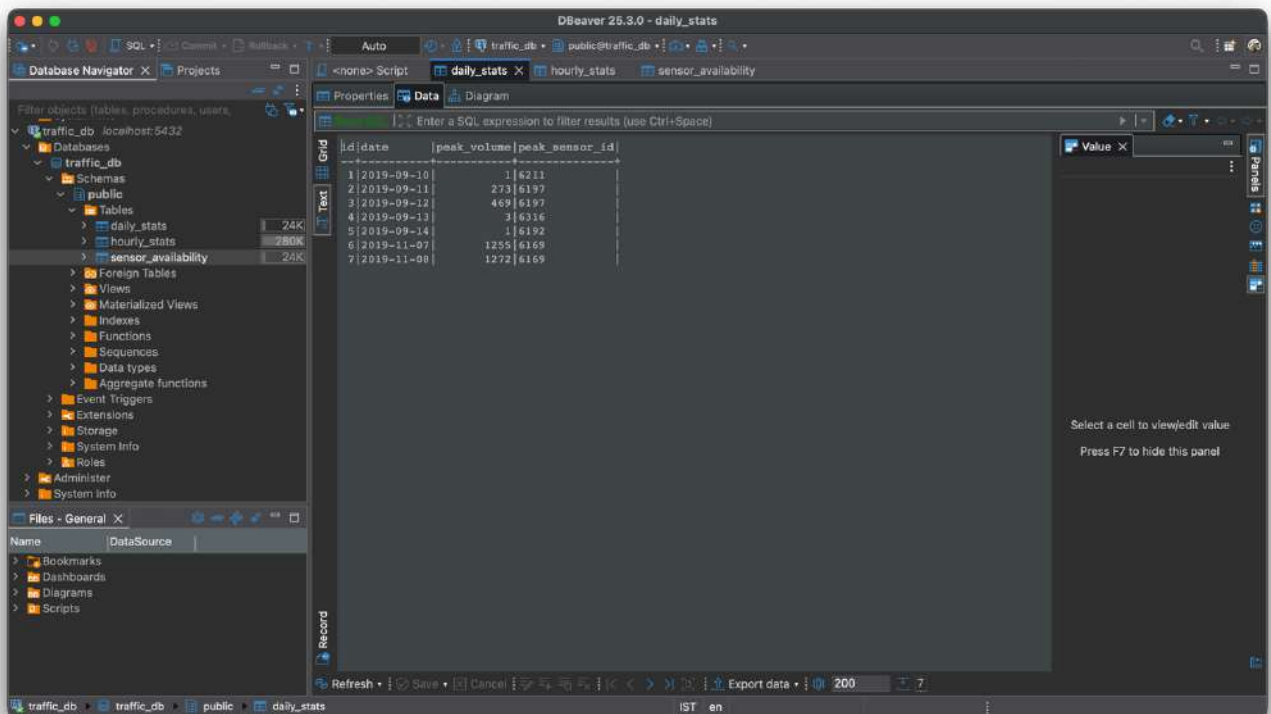 DBeaver 25.3.0 - daily_stats
SQL Commit Rollback Auto traffic_db public@traffic_db
Database Navigator Projects
<none> Script daily_stats hourly_stats sensor_availability
Properties Data Diagram
Filter objects (tables, procedures, users,
Enter a SQL expression to filter results (use Ctrl+Space)
traffic_db localhost:5432
Databases
traffic_db
Schemas
public
Tables
daily_stats 24K
hourly_stats 280K
sensor_availability 24K
Foreign Tables
Views
Materialized Views
Indexes
Functions
Sequences
Data types
Aggregate functions
Event Triggers
Extensions
Storage
System Info
Roles
Administer
System Info
Files - General
Name DataSource
Bookmarks
Dashboards
Diagrams
Scripts
Grid
Text
Record
id|date |peak_volume|peak_sensor_id|
--+----------+-----------+--------------+
1|2019-09-10| 1|6211 |
2|2019-09-11| 273|6197 |
3|2019-09-12| 469|6197 |
4|2019-09-13| 3|6316 |
5|2019-09-14| 1|6192 |
6|2019-11-07| 1255|6169 |
7|2019-11-08| 1272|6169 |
Value
Panels
Select a cell to view/edit value
Press F7 to hide this panel
Refresh Save Cancel Export data 200 7
traffic_db traffic_db public daily_stats IST en